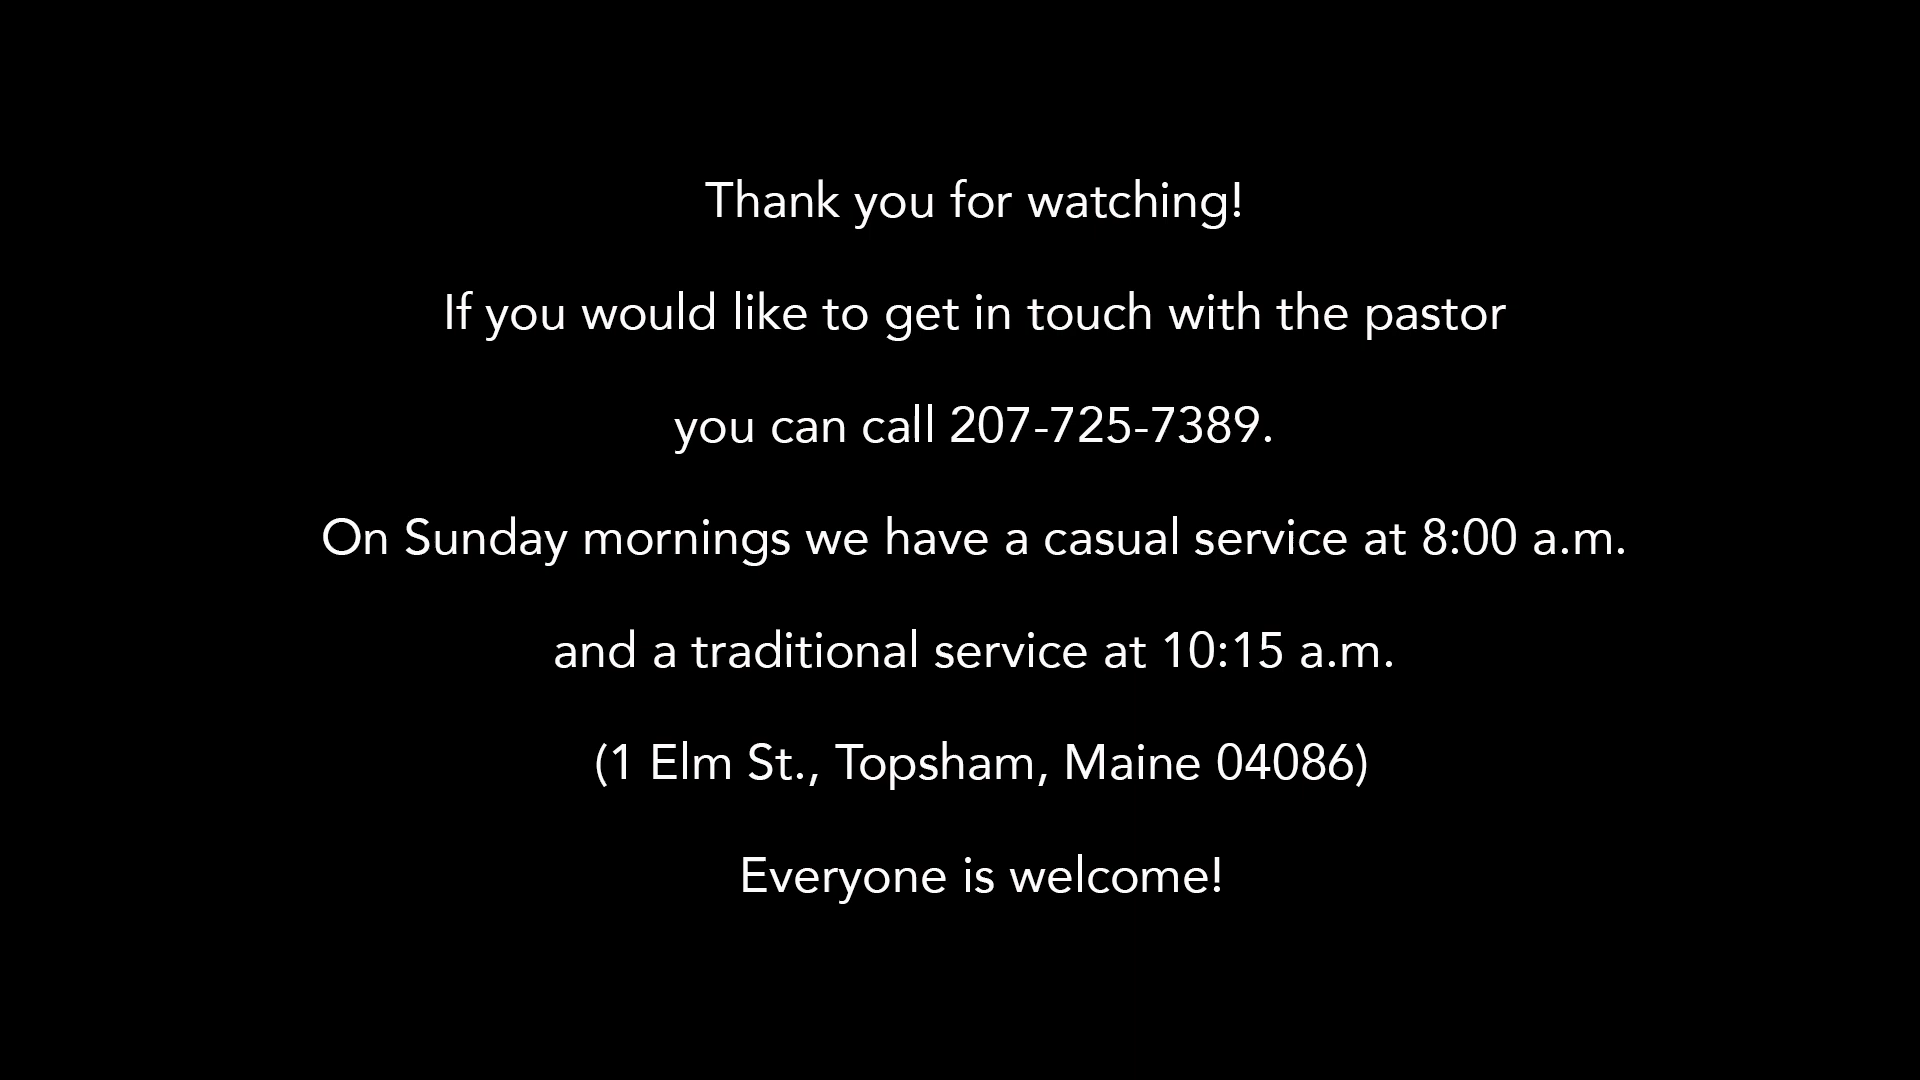 Thank you for watching!
If you would like to get in touch with the pastor
you can call 207-725-7389.
On Sunday mornings we have a casual service at 8:00 a.m.
and a traditional service at 10:15 a.m.
(1 Elm St., Topsham, Maine 04086)
Everyone is welcome!